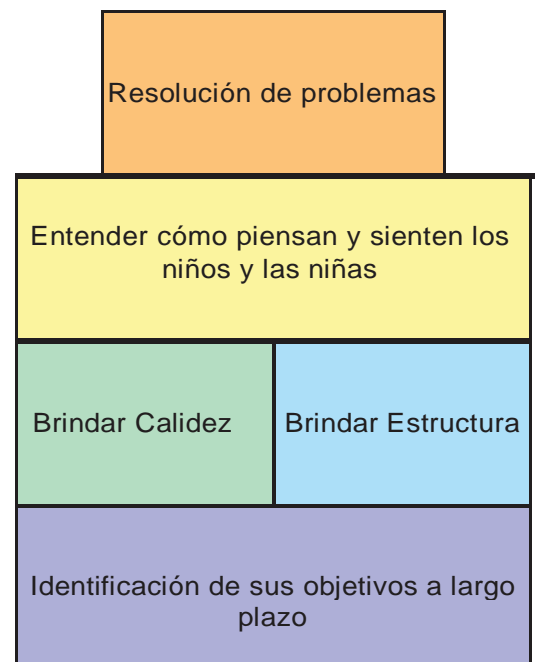 Resolución de problemas
Entender cómo piensan y sienten los
niños y las niñas
Brindar Calidez
Brindar Estructura
Identificación de sus objetivos a largo
plazo